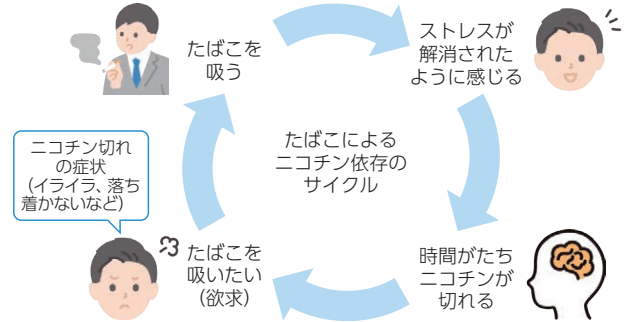 たばこを
吸う
ストレスが
解消された
ように感じる
たばこによる
ニコチン依存の
サイクル
時間がたち
ニコチンが
切れる
たばこを
吸いたい
（欲求）
ニコチン切れ
の症状
（イライラ、落ち
着かないなど）